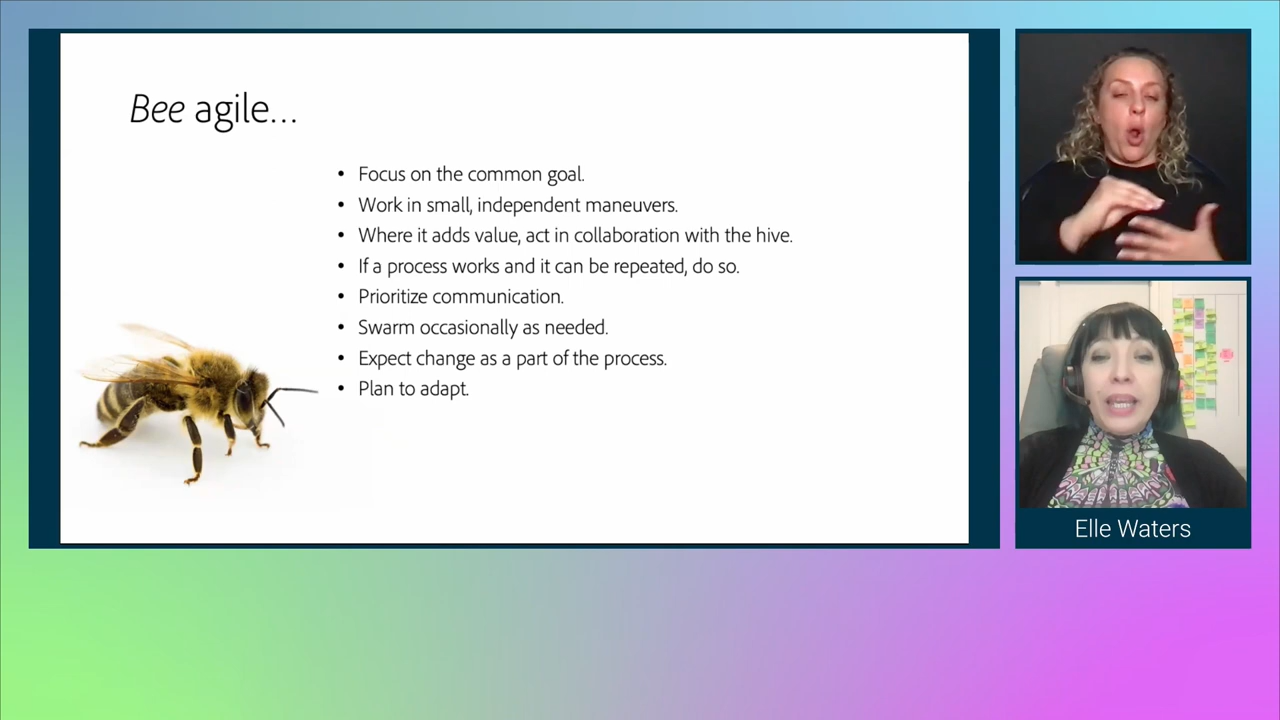 Bee agile...
• Focus on the common goal.
• Work in small, independent maneuvers.
• Where it adds value, act in collaboration with the hive.
• If a process works and it can be repeated, do so.
• Prioritize communication.
• Swarm occasionally as needed.
• Expect change as a part of the process.
• Plan to adapt.
Elle Waters